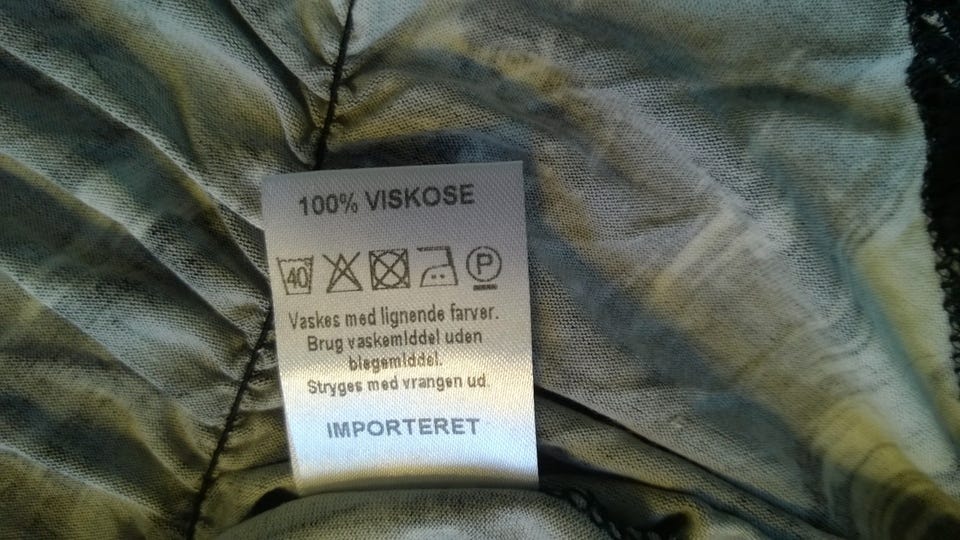 100% VISKOSE
40 P
Vaskes med lignende farver.
Brug vaskemiddel uden
blegemiddel.
Stryges med vrangen ud.
IMPORTERET